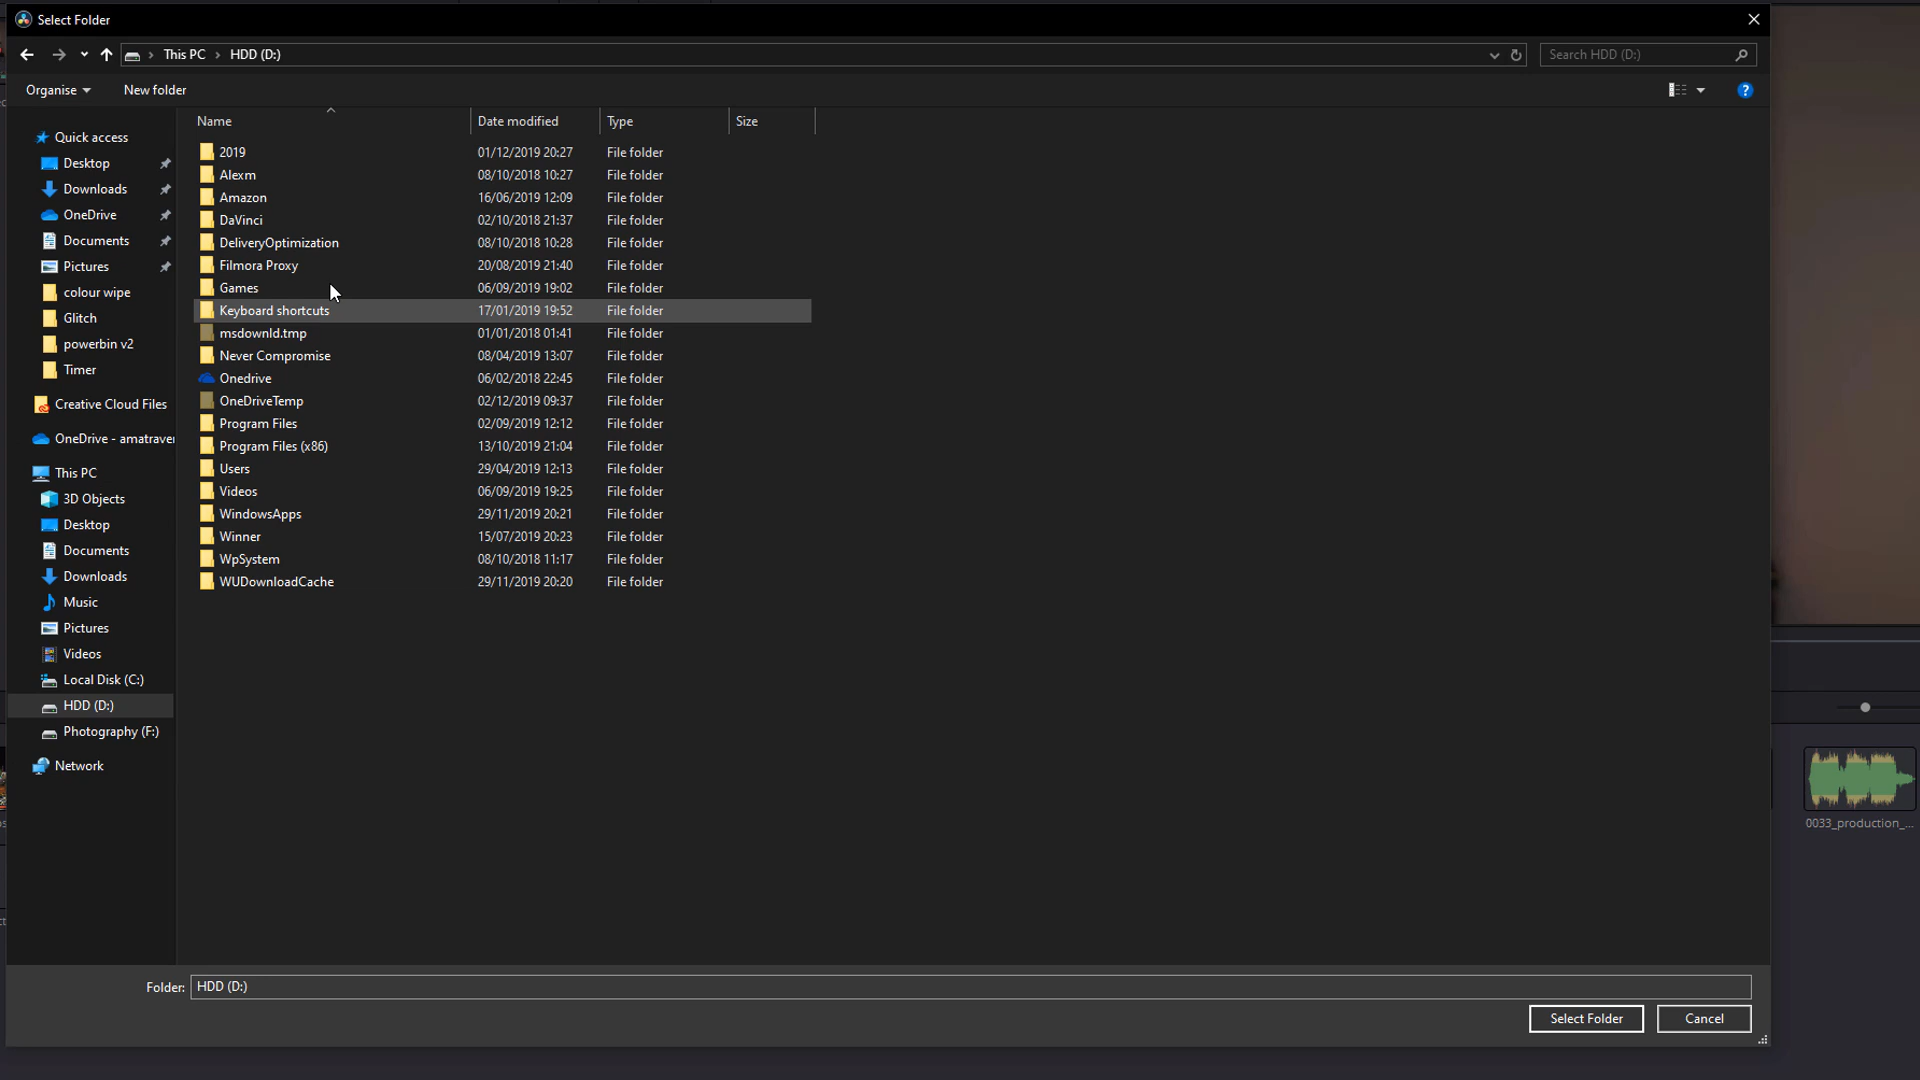 Select Folder
This PC > HDD (D:)
Search HDD (D:)
Organise
New folder
Name
Date modified
Type
Size
Quick access
Desktop
Downloads
OneDrive
Documents
Pictures
colour wipe
Glitch
powerbin v2
Timer
Creative Cloud Files
OneDrive - amatraver
This PC
3D Objects
Desktop
Documents
Downloads
Music
Pictures
Videos
Local Disk (C:)
HDD (D:)
Photography (F:)
Network
2019 01/12/2019 20:27 File folder
Alexm 08/10/2018 10:27 File folder
Amazon 16/06/2019 12:09 File folder
DaVinci 02/10/2018 21:37 File folder
DeliveryOptimization 08/10/2018 10:28 File folder
Filmora Proxy 20/08/2019 21:40 File folder
Games 06/09/2019 19:02 File folder
Keyboard shortcuts 17/01/2019 19:52 File folder
msdownld.tmp 01/01/2018 01:41 File folder
Never Compromise 08/04/2019 13:07 File folder
Onedrive 06/02/2018 22:45 File folder
OneDriveTemp 02/12/2019 09:37 File folder
Program Files 02/09/2019 12:12 File folder
Program Files (x86) 13/10/2019 21:04 File folder
Users 29/04/2019 12:13 File folder
Videos 06/09/2019 19:25 File folder
WindowsApps 29/11/2019 20:21 File folder
Winner 15/07/2019 20:23 File folder
WpSystem 08/10/2018 11:17 File folder
WUDownloadCache 29/11/2019 20:20 File folder
0033_production_...
Folder: HDD (D:)
Select Folder
Cancel